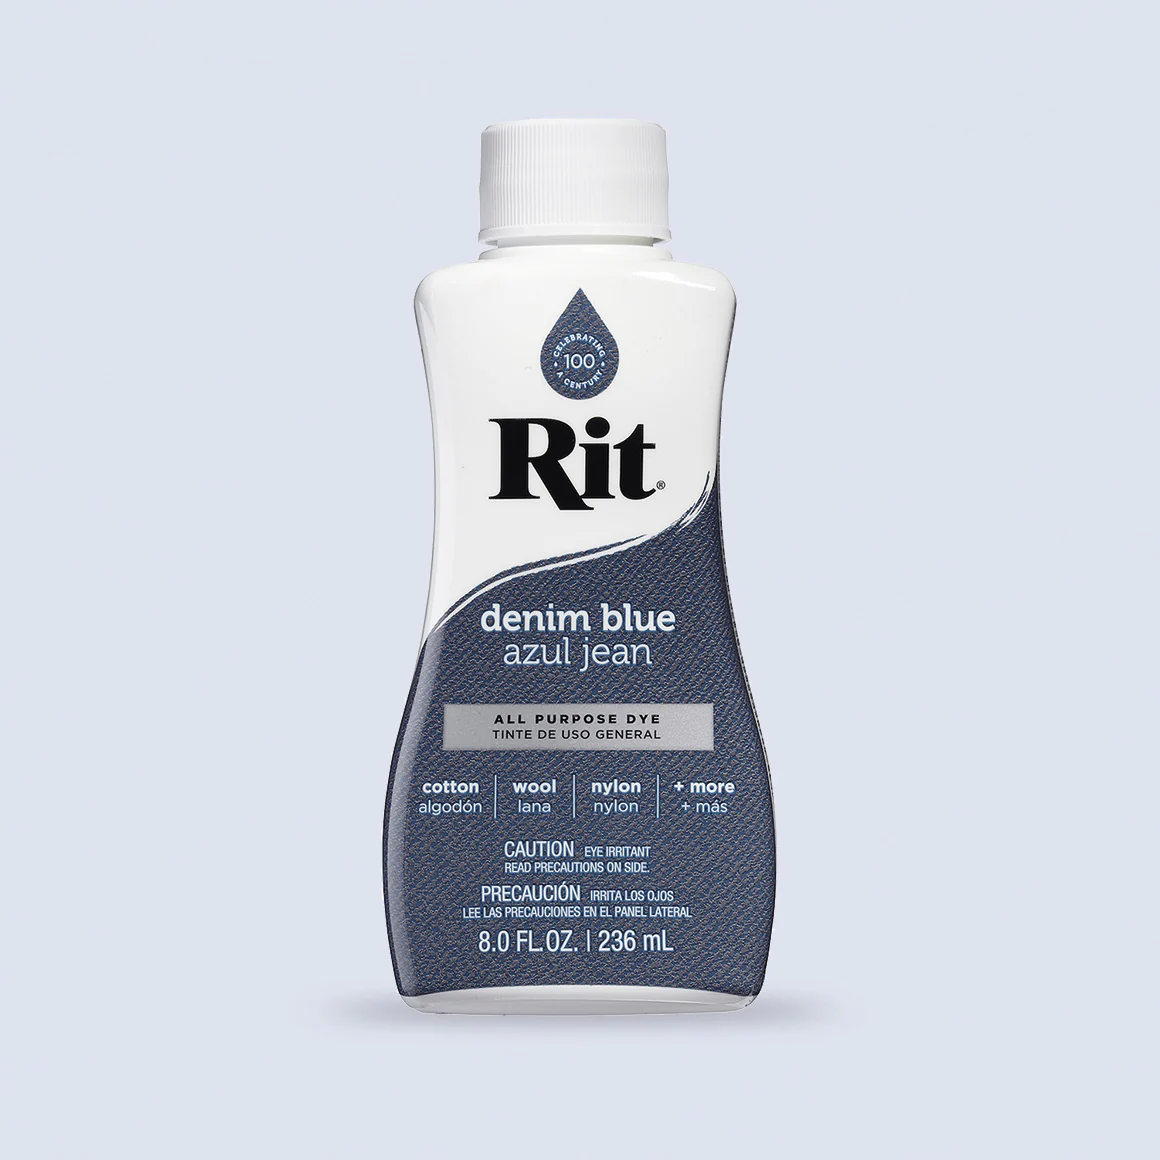 CELEBRATING
100
A CENTURY
Rit®
denim blue
azul jean
ALL PURPOSE DYE
TINTE DE USO GENERAL
cotton | wool | nylon | + more
algodón | lana | nylon | + más
CAUTION EYE IRRITANT
READ PRECAUTIONS ON SIDE.
PRECAUCIÓN IRRITA LOS OJOS
LEE LAS PRECAUCIONES EN EL PANEL LATERAL
8.0 FL. OZ. | 236 mL